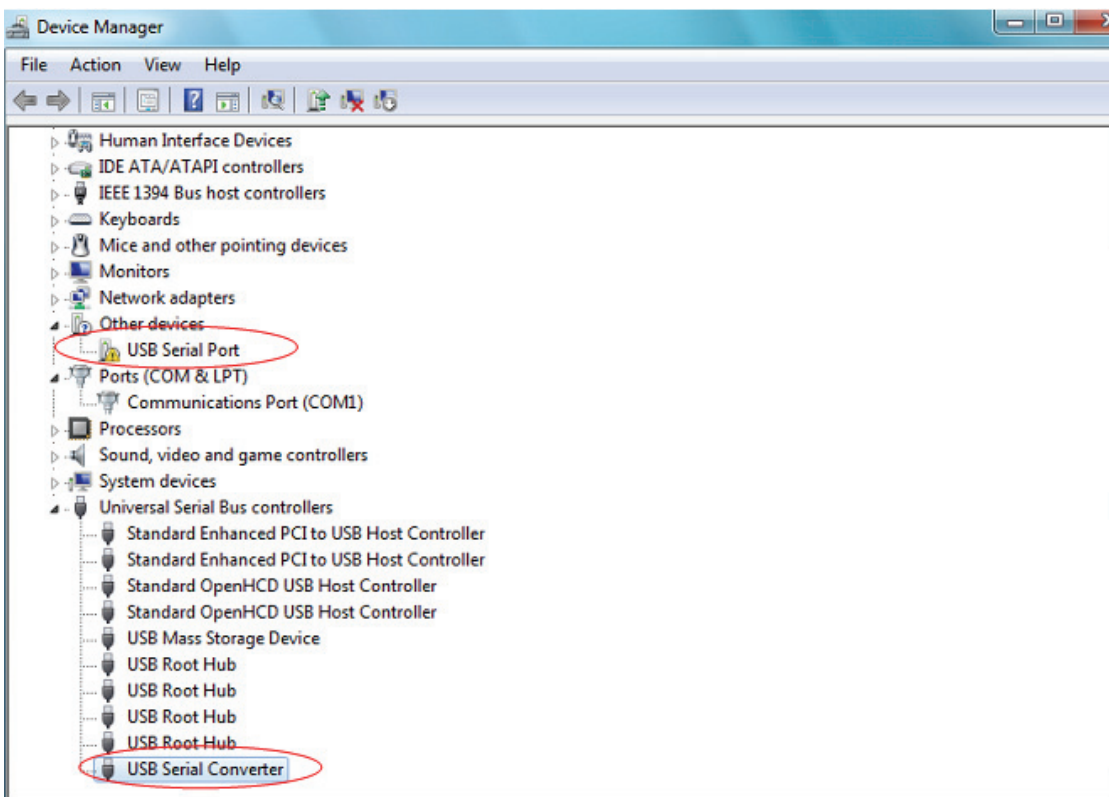 Device Manager
File Action View Help
Human Interface Devices
IDE ATA/ATAPI controllers
IEEE 1394 Bus host controllers
Keyboards
Mice and other pointing devices
Monitors
Network adapters
Other devices
USB Serial Port
Ports (COM & LPT)
Communications Port (COM1)
Processors
Sound, video and game controllers
System devices
Universal Serial Bus controllers
Standard Enhanced PCI to USB Host Controller
Standard Enhanced PCI to USB Host Controller
Standard OpenHCD USB Host Controller
Standard OpenHCD USB Host Controller
USB Mass Storage Device
USB Root Hub
USB Root Hub
USB Root Hub
USB Root Hub
USB Serial Converter